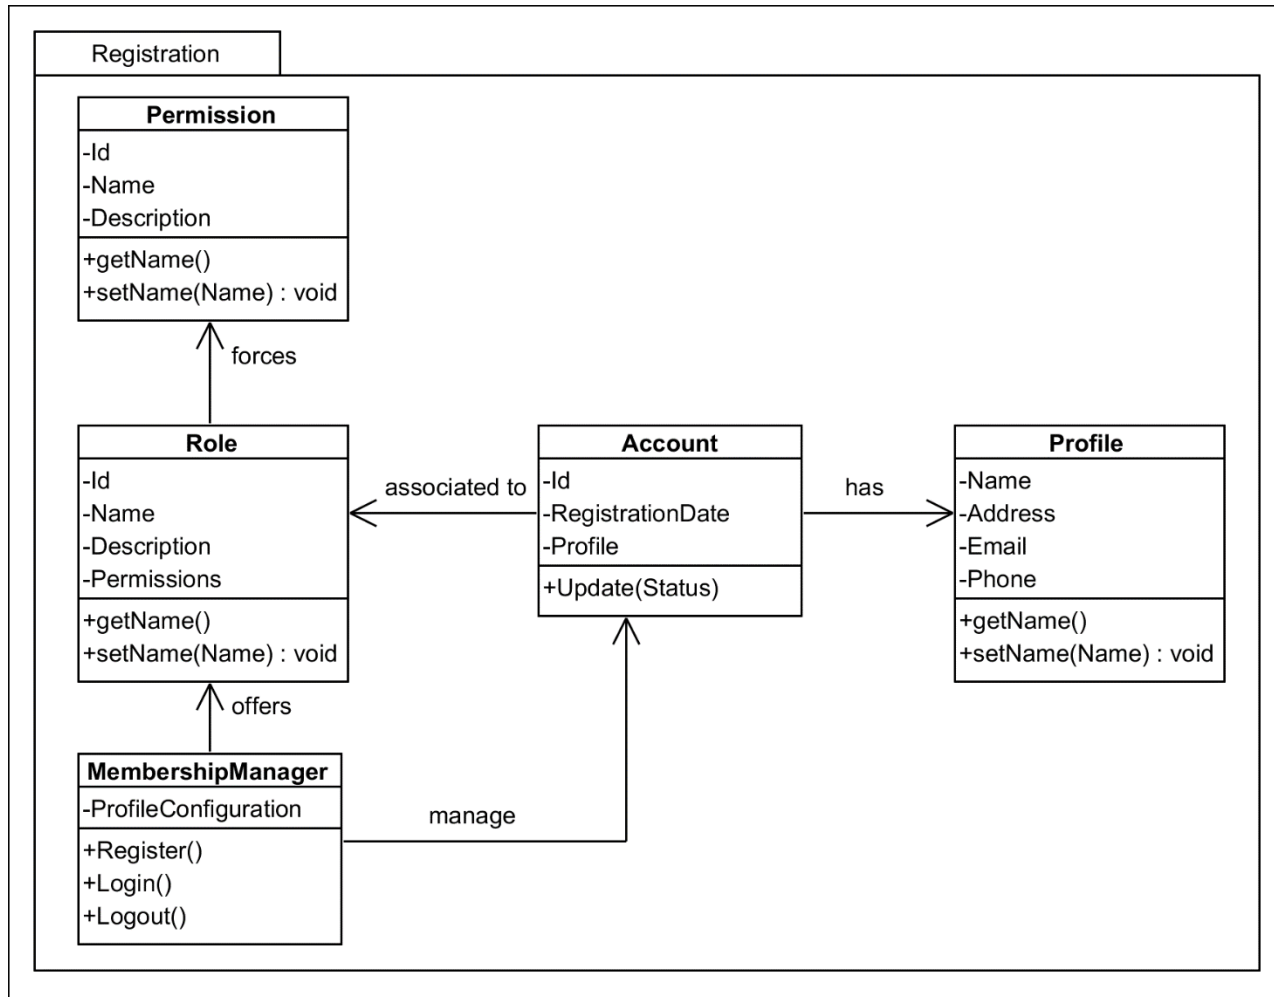 Registration
Permission
-Id
-Name
-Description
+getName()
+setName(Name) : void
forces
Role
-Id
-Name
-Description
-Permissions
+getName()
+setName(Name) : void
associated to
Account
-Id
-RegistrationDate
-Profile
+Update(Status)
has
Profile
-Name
-Address
-Email
-Phone
+getName()
+setName(Name) : void
offers
MembershipManager
-ProfileConfiguration
+Register()
+Login()
+Logout()
manage